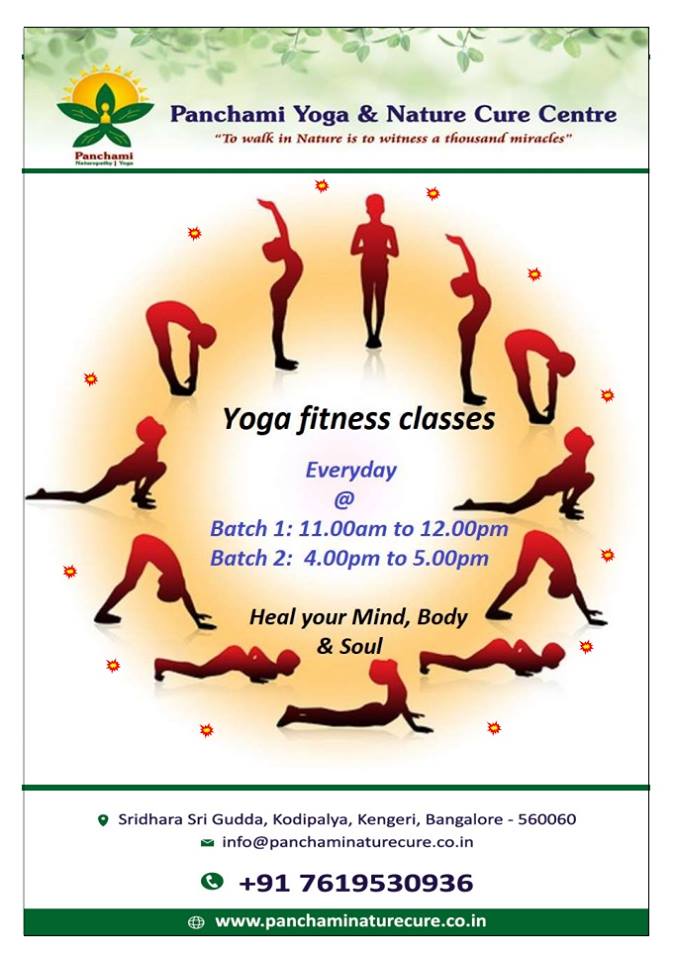 Panchami Yoga & Nature Cure Centre
"To walk in Nature is to witness a thousand miracles"
Panchami
Naturopathy | Yoga
Yoga fitness classes
Everyday
@
Batch 1: 11.00am to 12.00pm
Batch 2: 4.00pm to 5.00pm
Heal your Mind, Body
& Soul
Sridhara Sri Gudda, Kodipalya, Kengeri, Bangalore - 560060
info@panchaminaturecure.co.in
+91 7619530936
www.panchaminaturecure.co.in